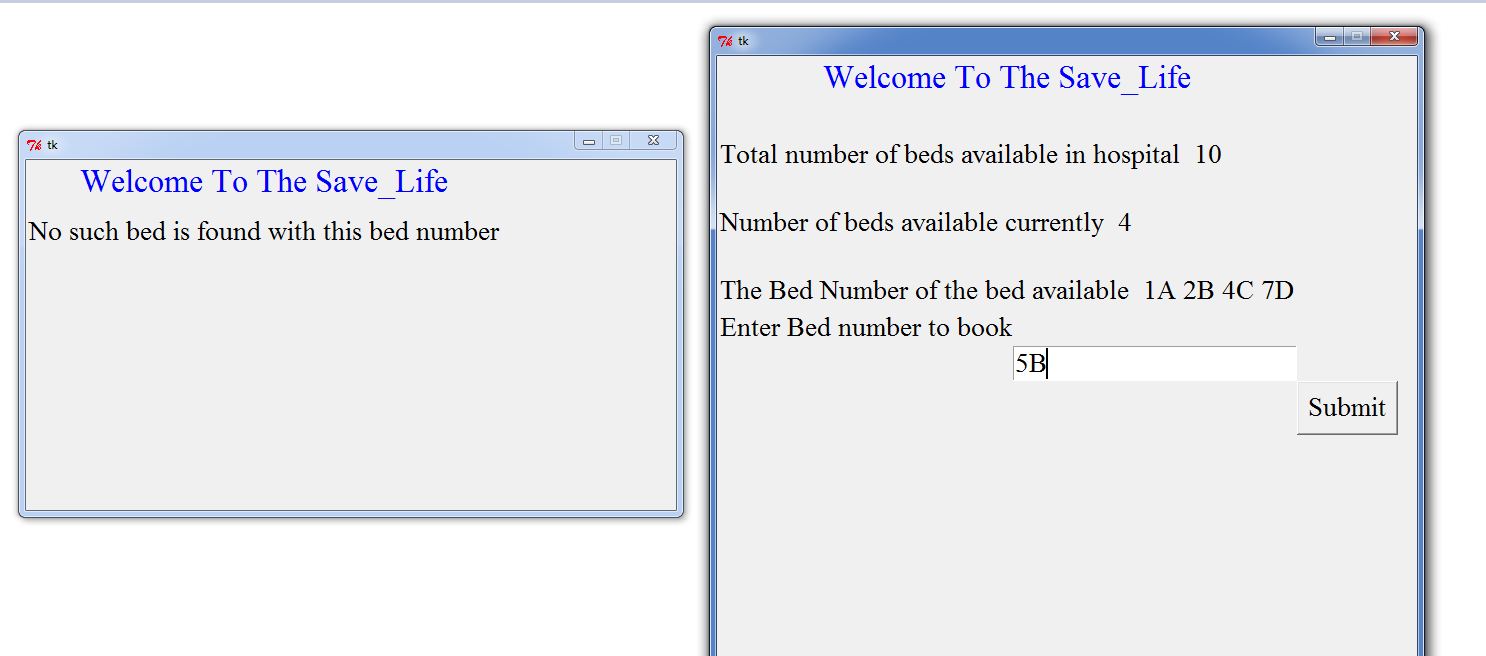 tk
Welcome To The Save_Life
No such bed is found with this bed number
tk
Welcome To The Save_Life
Total number of beds available in hospital  10
Number of beds available currently  4
The Bed Number of the bed available  1A 2B 4C 7D
Enter Bed number to book
5B
Submit